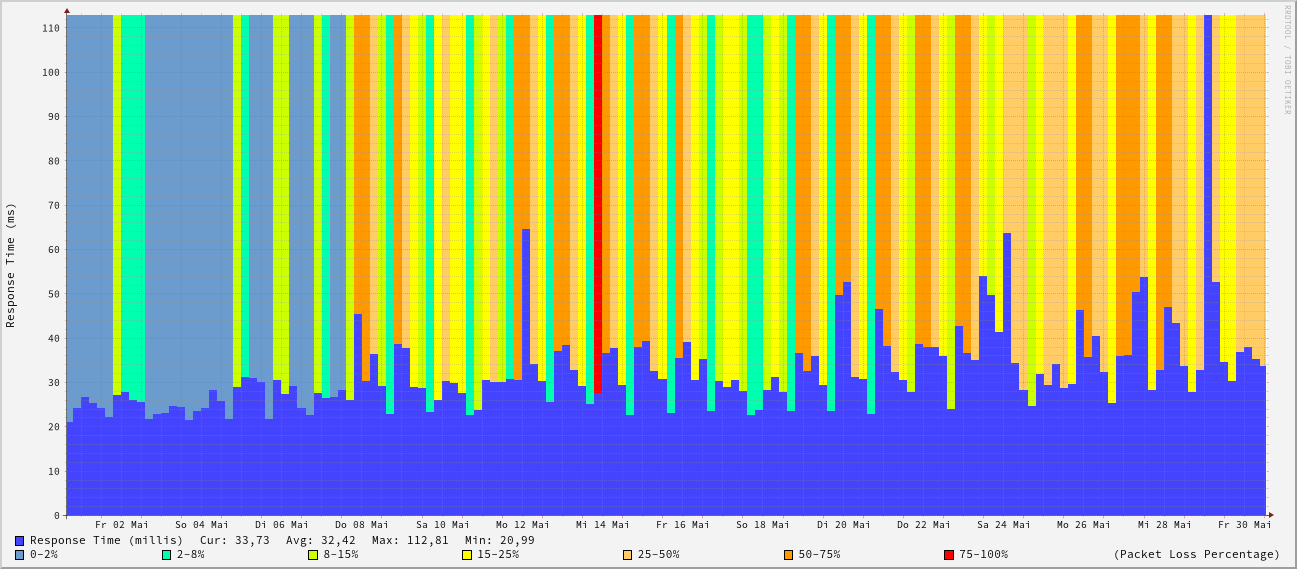 RRDTOOL / TOBI OETIKER
Response Time (ms)
110
100
90
80
70
60
50
40
30
20
10
0
Fr 02 Mai So 04 Mai Di 06 Mai Do 08 Mai Sa 10 Mai Mo 12 Mai Mi 14 Mai Fr 16 Mai So 18 Mai Di 20 Mai Do 22 Mai Sa 24 Mai Mo 26 Mai Mi 28 Mai Fr 30 Mai
Response Time (millis) Cur: 33,73 Avg: 32,42 Max: 112,81 Min: 20,99
0-2% 2-8% 8-15% 15-25% 25-50% 50-75% 75-100% (Packet Loss Percentage)